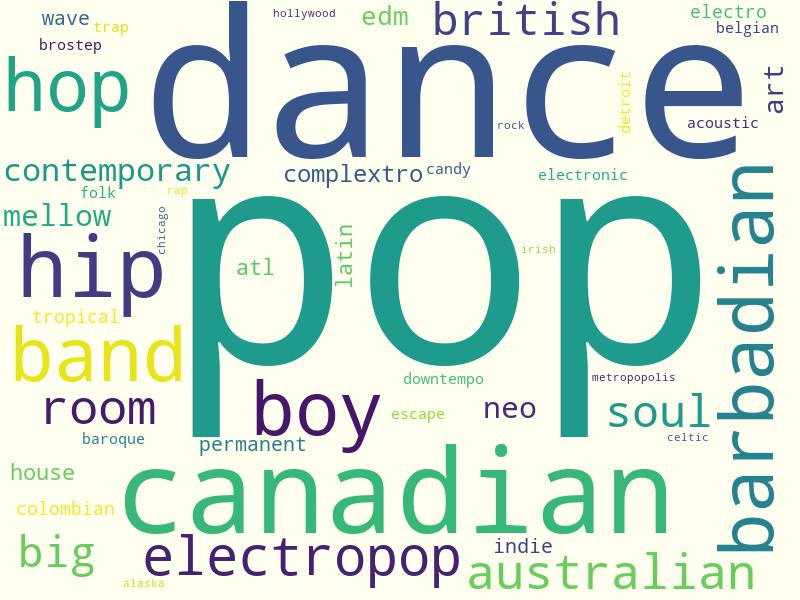 hollywood
wave
trap
edm
british
electro
belgian
brostep
dance
hop
art
detroit
rock
acoustic
contemporary
complextro
candy
electronic
folk
rap
mellow
chicago
pop
barbadian
hip
atl
latin
irish
tropical
band
room
boy
downtempo
metropopolis
escape
neo
soul
baroque
permanent
celtic
house
canadian
colombian
big
electropop
indie
australian
alaska